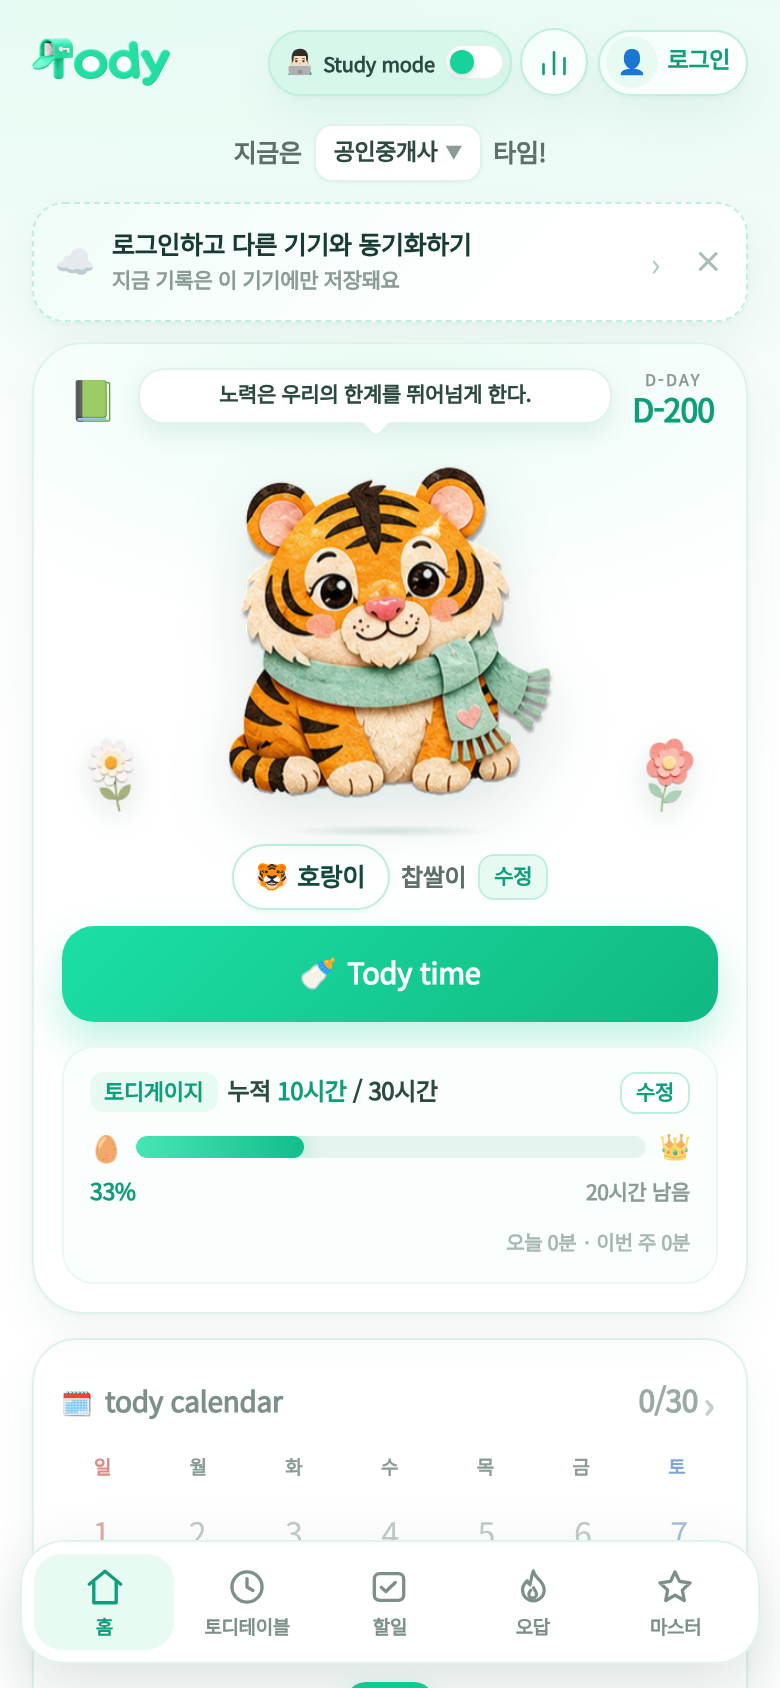 Tody
Study mode
로그인
지금은 공인중개사 ▼ 타임!
로그인하고 다른 기기와 동기화하기
지금 기록은 이 기기에만 저장돼요
노력은 우리의 한계를 뛰어넘게 한다.
D-DAY
D-200
호랑이 찹쌀이 수정
Tody time
토디게이지 누적 10시간 / 30시간 수정
33% 20시간 남음
오늘 0분 · 이번 주 0분
tody calendar 0/30 ›
일 월 화 수 목 금 토
1 2 3 4 5 6 7
홈 토디테이블 할일 오답 마스터